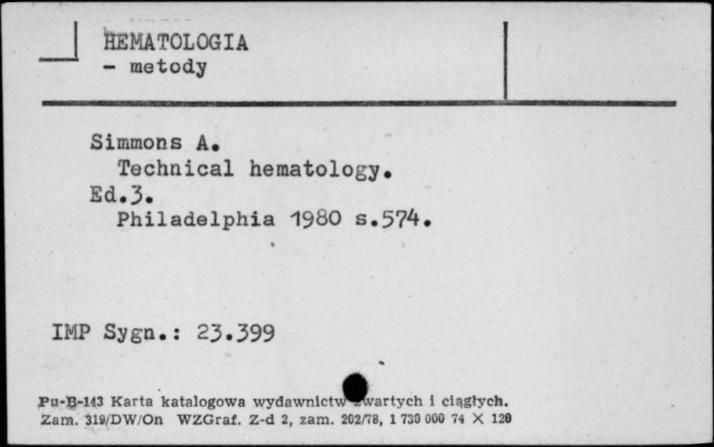 HEMATOLOGIA
- metody
Simmons A.
Technical hematology.
Ed.3.
Philadelphia 1980 s.574.
IMP Sygn.: 23.399
Pu-B-143 Karta katalogowa wydawnictw zwartych i ciągłych.
Zam. 319/DW/On WZGraf. Z-d 2, zam. 202/78, 1 730 000 74 X 120